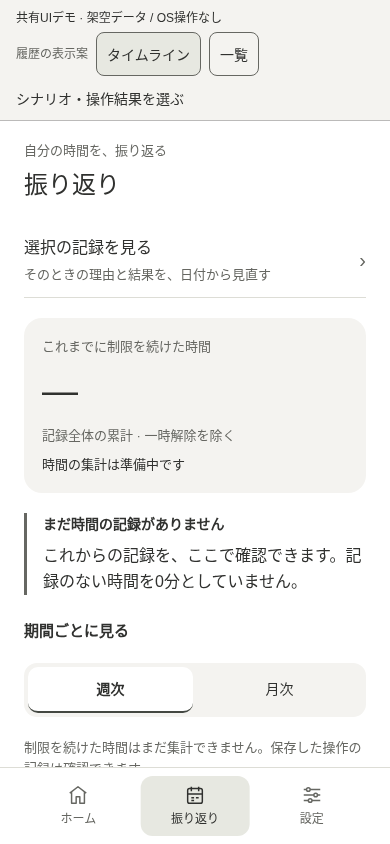 共有UIデモ · 架空データ / OS操作なし
履歴の表示案 タイムライン 一覧
シナリオ・操作結果を選ぶ
自分の時間を、振り返る
振り返り
選択の記録を見る
そのときの理由と結果を、日付から見直す
これまでに制限を続けた時間
—
記録全体の累計 · 一時解除を除く
時間の集計は準備中です
まだ時間の記録がありません
これからの記録を、ここで確認できます。記
録のない時間を0分としていません。
期間ごとに見る
週次 月次
制限を続けた時間はまだ集計できません。保存した操作の
記録は確認できます。
ホーム 振り返り 設定